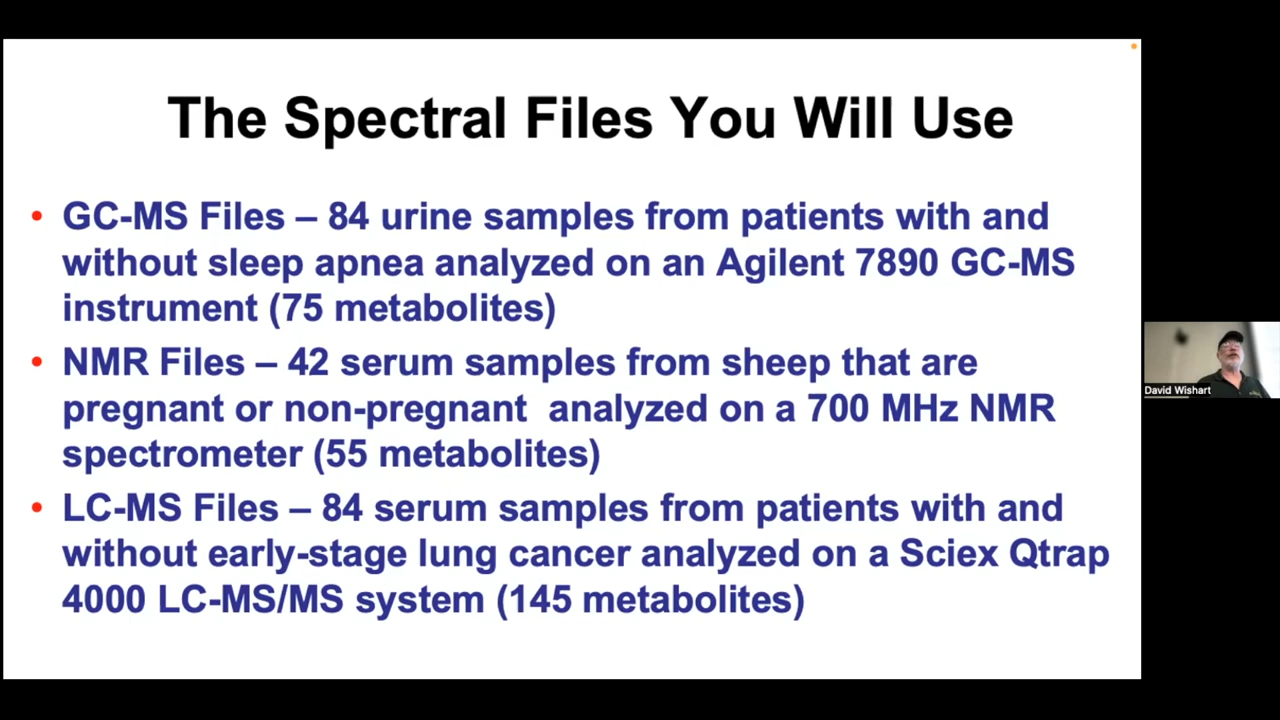 The Spectral Files You Will Use
• GC-MS Files – 84 urine samples from patients with and
without sleep apnea analyzed on an Agilent 7890 GC-MS
instrument (75 metabolites)
• NMR Files – 42 serum samples from sheep that are
pregnant or non-pregnant analyzed on a 700 MHz NMR
spectrometer (55 metabolites)
• LC-MS Files – 84 serum samples from patients with and
without early-stage lung cancer analyzed on a Sciex Qtrap
4000 LC-MS/MS system (145 metabolites)
David Wishart